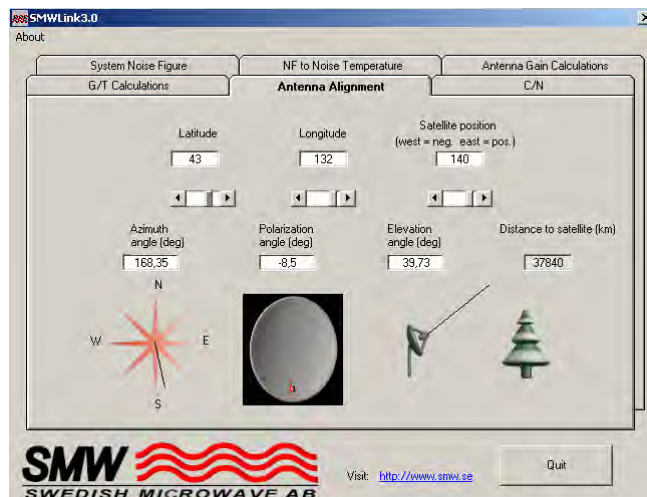 SMWLink3.0
About
System Noise Figure
NF to Noise Temperature
Antenna Gain Calculations
G/T Calculations
Antenna Alignment
C/N
Latitude
Longitude
Satellite position
(west = neg. east = pos.)
43
132
140
Azimuth
angle (deg)
Polarization
angle (deg)
Elevation
angle (deg)
Distance to satellite (km)
168,35
-8,5
39,73
37840
N
W
E
S
SMW
SWEDISH MICROWAVE AB
Visit: http://www.smw.se
Quit